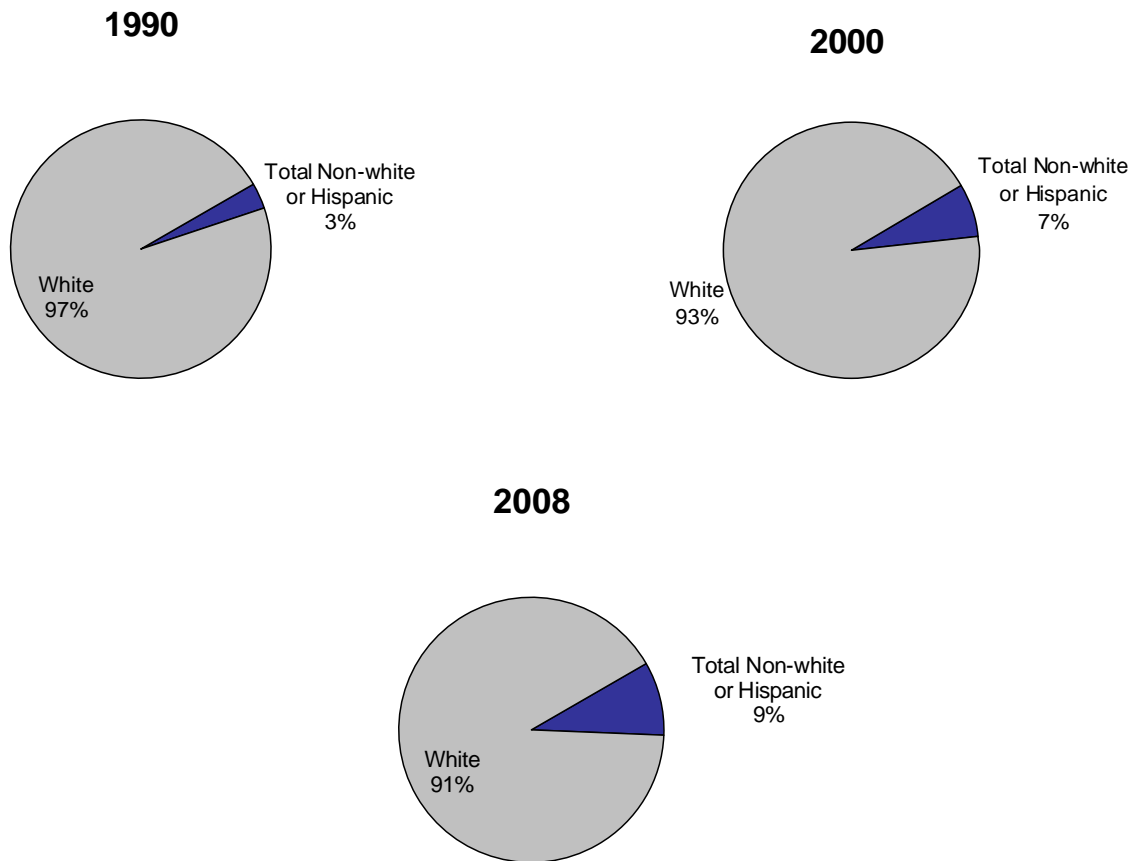 1990
Total Non-white
or Hispanic
3%
White
97%
2000
Total Non-white
or Hispanic
7%
White
93%
2008
Total Non-white
or Hispanic
9%
White
91%